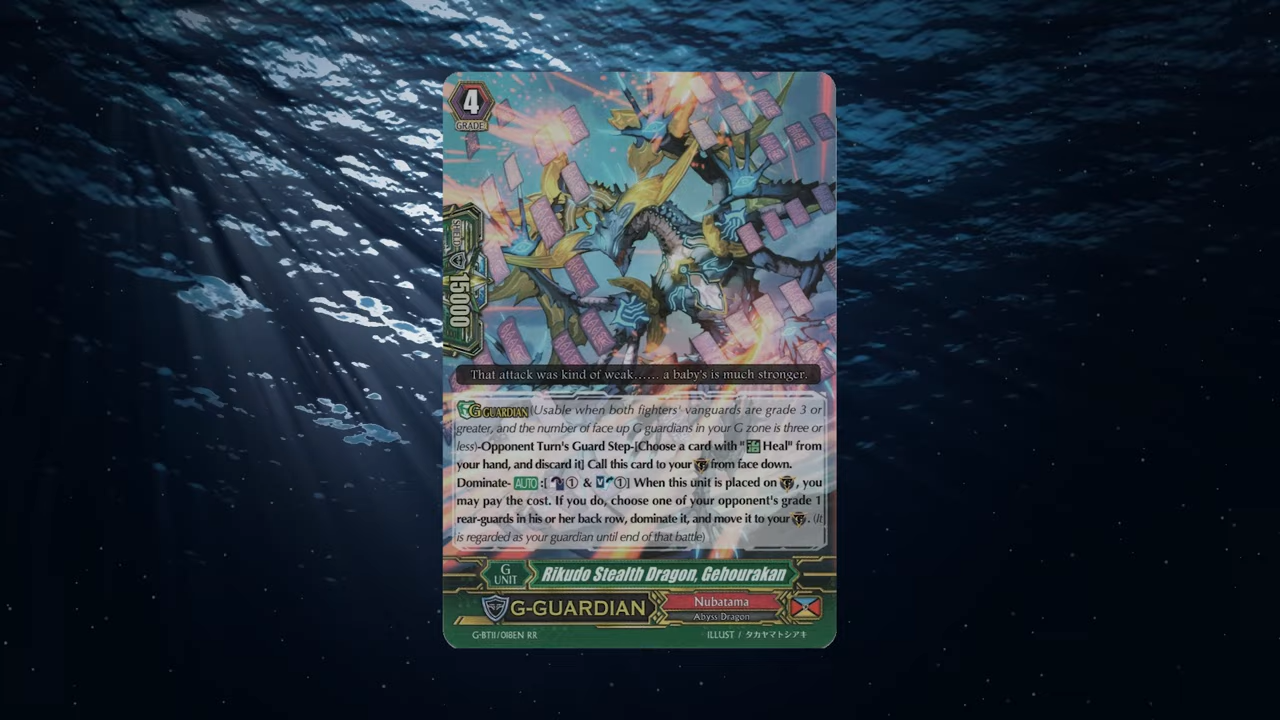 4
GRADE
SHIELD
15000
That attack was kind of weak...... a baby's is much stronger.
G GUARDIAN (Usable when both fighters' vanguards are grade 3 or
greater, and the number of face up G guardians in your G zone is three or
less)-Opponent Turn's Guard Step-[Choose a card with "治 Heal" from
your hand, and discard it] Call this card to your G from face down.
Dominate- AUTO :[ ① & V ①] When this unit is placed on G, you
may pay the cost. If you do, choose one of your opponent's grade 1
rear-guards in his or her back row, dominate it, and move it to your G. (It
is regarded as your guardian until end of that battle)
G UNIT
Rikudo Stealth Dragon, Gehourakan
G-GUARDIAN
Nubatama
Abyss Dragon
G-BT11/018EN RR
ILLUST / タカヤマトシアキ